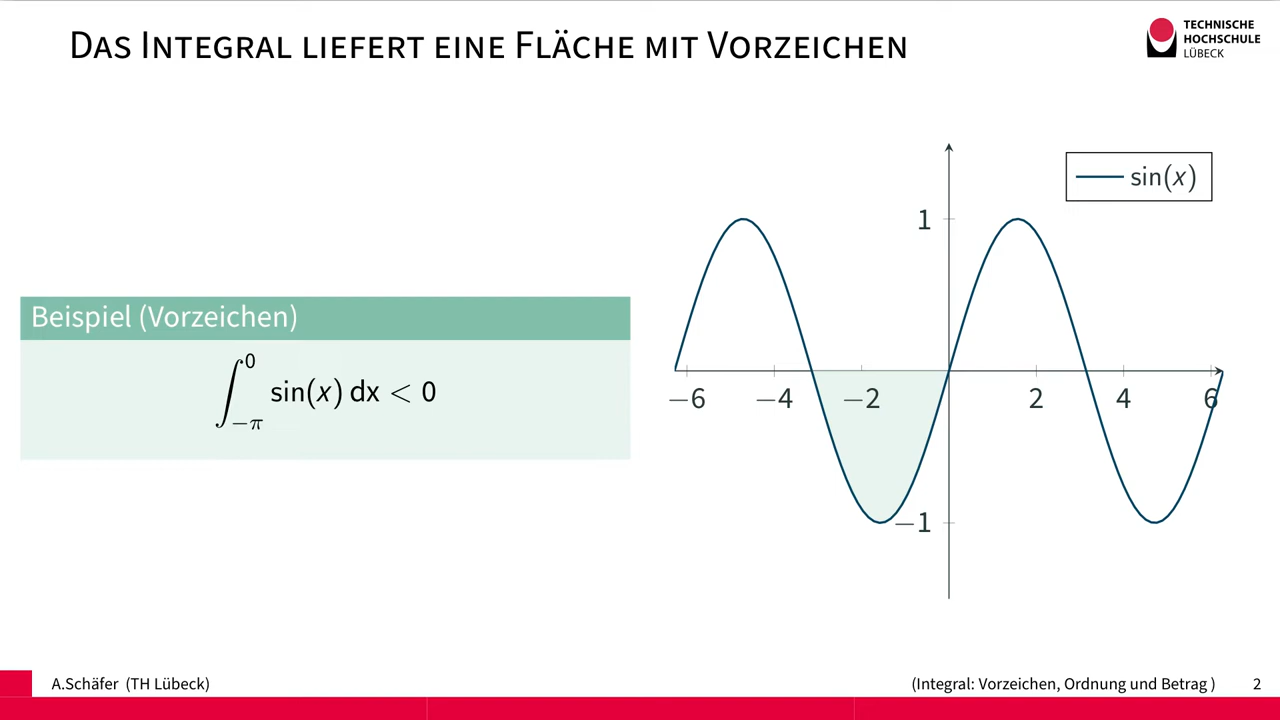 Das Integral liefert eine Fläche mit Vorzeichen
TECHNISCHE
HOCHSCHULE
LÜBECK
Beispiel (Vorzeichen)
∫_{−π}^{0} sin(x) dx < 0
sin(x)
1
−6 −4 −2 2 4 6
−1
A.Schäfer (TH Lübeck)
(Integral: Vorzeichen, Ordnung und Betrag )
2